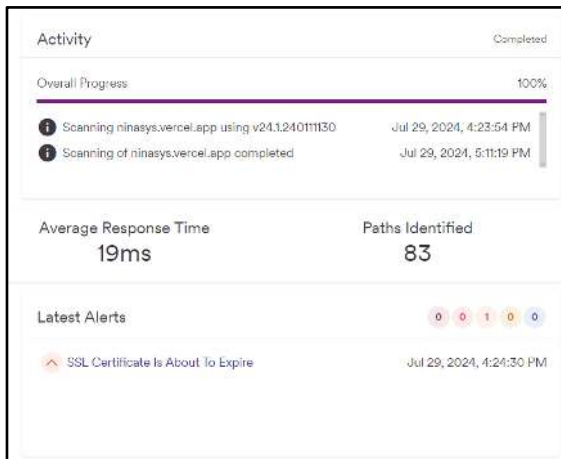 Activity Completed
Overall Progress 100%
Scanning ninasys.vercel.app using v24.1.240111130 Jul 29, 2024, 4:23:54 PM
Scanning of ninasys.vercel.app completed Jul 29, 2024, 5:11:19 PM
Average Response Time Paths Identified
19ms 83
Latest Alerts 0 0 1 0 0
SSL Certificate Is About To Expire Jul 29, 2024, 4:24:30 PM